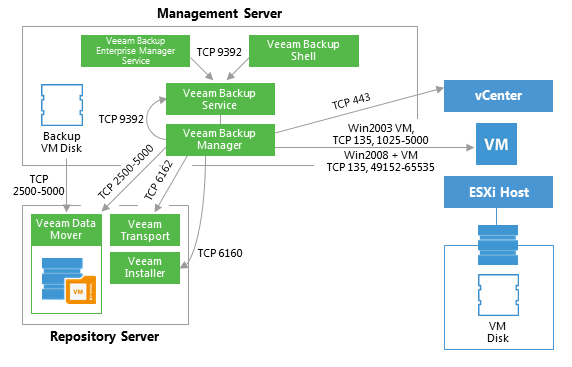 Management Server
Veeam Backup
Enterprise Manager
Service
TCP 9392
Veeam Backup
Shell
Veeam Backup
Service
TCP 443
vCenter
Backup
VM Disk
TCP 9392
Veeam Backup
Manager
Win2003 VM,
TCP 135, 1025-5000
VM
Win2008 + VM
TCP 135, 49152-65535
TCP
2500-5000
TCP 2500-5000
TCP 6162
ESXi Host
Veeam Data
Mover
Veeam
Transport
Veeam
Installer
TCP 6160
VM
VM
Disk
Repository Server